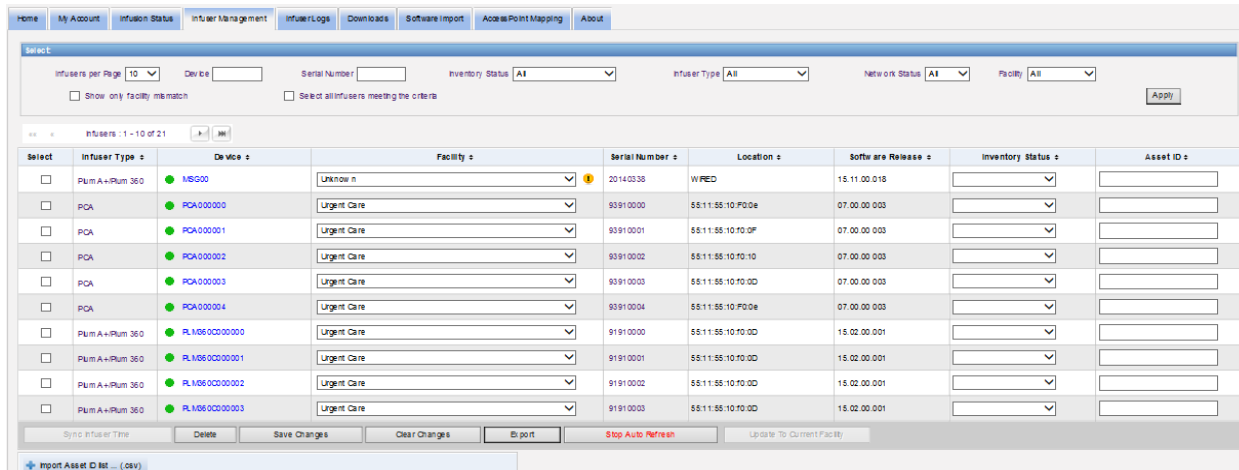 Home My Account Infusion Status Infuser Management Infuser Logs Downloads Software Import AccessPoint Mapping About
Select:
Infusers per Page 10 Device Serial Number Inventory Status All Infuser Type All Network Status All Facility All
Show only facility mismatch Select all infusers meeting the criteria Apply
Infusers : 1 - 10 of 21
Select Infuser Type Device Facility Serial Number Location Software Release Inventory Status Asset ID
Plum A+/Plum 360 MSG00 Unknown 20140338 WIRED 15.11.00.018
PCA PCA000000 Urgent Care 93910000 55:11:55:10:F0:0e 07.00.00 003
PCA PCA000001 Urgent Care 93910001 55:11:55:10:f0:0F 07.00.00 003
PCA PCA000002 Urgent Care 93910002 55:11:55:10:f0:10 07.00.00 003
PCA PCA000003 Urgent Care 93910003 55:11:55:10:f0:0D 07.00.00 003
PCA PCA000004 Urgent Care 93910004 55:11:55:10:F0:0e 07.00.00 003
Plum A+/Plum 360 PLM360C000000 Urgent Care 91910000 55:11:55:10:f0:0D 15.02.00.001
Plum A+/Plum 360 PLM360C000001 Urgent Care 91910001 55:11:55:10:f0:0D 15.02.00.001
Plum A+/Plum 360 PLM360C000002 Urgent Care 91910002 55:11:55:10:f0:0D 15.02.00.001
Plum A+/Plum 360 PLM360C000003 Urgent Care 91910003 55:11:55:10:f0:0D 15.02.00.001
Sync Infuser Time Delete Save Changes Clear Changes Export Stop Auto Refresh Update To Current Facility
Import Asset ID list ... (.csv)